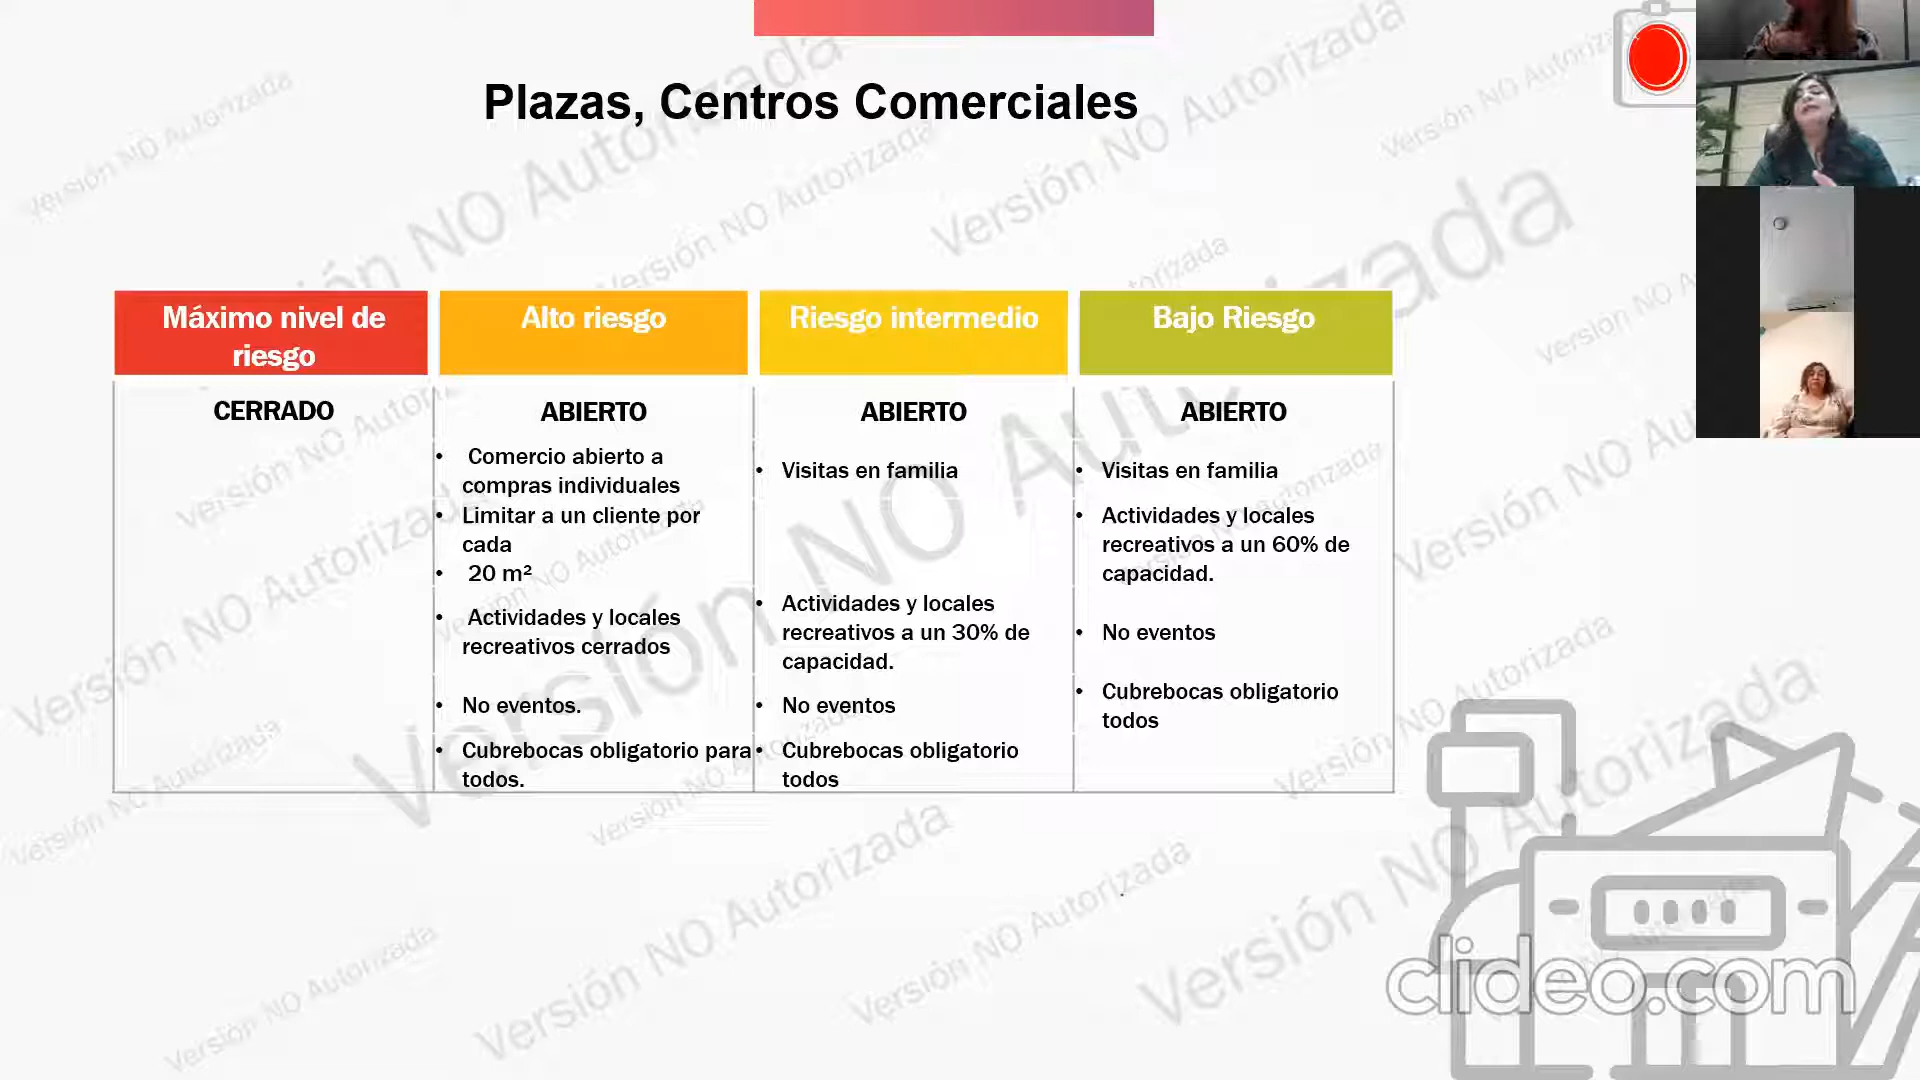 Plazas, Centros Comerciales
Máximo nivel de
riesgo
Alto riesgo
Riesgo intermedio
Bajo Riesgo
CERRADO
ABIERTO
ABIERTO
ABIERTO
• Comercio abierto a
compras individuales
• Limitar a un cliente por
cada
• 20 m²
• Actividades y locales
recreativos cerrados
• No eventos.
• Cubrebocas obligatorio para
todos.
• Visitas en familia
• Actividades y locales
recreativos a un 30% de
capacidad.
• No eventos
• Cubrebocas obligatorio
todos
• Visitas en familia
• Actividades y locales
recreativos a un 60% de
capacidad.
• No eventos
• Cubrebocas obligatorio
todos
Versión NO Autorizada
clideo.com